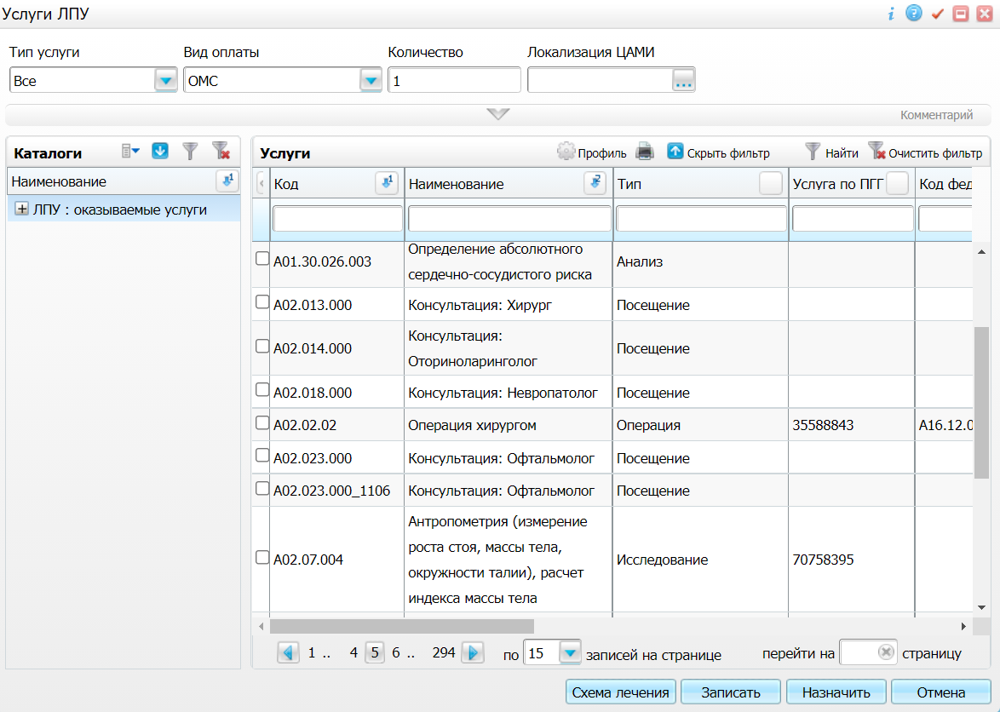 Услуги ЛПУ
Тип услуги Вид оплаты Количество Локализация ЦАМИ
Все ОМС 1 ...
Комментарий
Каталоги
Наименование
ЛПУ : оказываемые услуги
Услуги Профиль Скрыть фильтр Найти Очистить фильтр
Код Наименование Тип Услуга по ПГГ Код фед
A01.30.026.003 Определение абсолютного
сердечно-сосудистого риска Анализ
A02.013.000 Консультация: Хирург Посещение
A02.014.000 Консультация:
Оториноларинголог Посещение
A02.018.000 Консультация: Невропатолог Посещение
A02.02.02 Операция хирургом Операция 35588843 A16.12.0
A02.023.000 Консультация: Офтальмолог Посещение
A02.023.000_1106 Консультация: Офтальмолог Посещение
A02.07.004 Антропометрия (измерение
роста стоя, массы тела,
окружности талии), расчет
индекса массы тела Исследование 70758395
1 .. 4 5 6 .. 294 по 15 записей на странице перейти на страницу
Схема лечения Записать Назначить Отмена